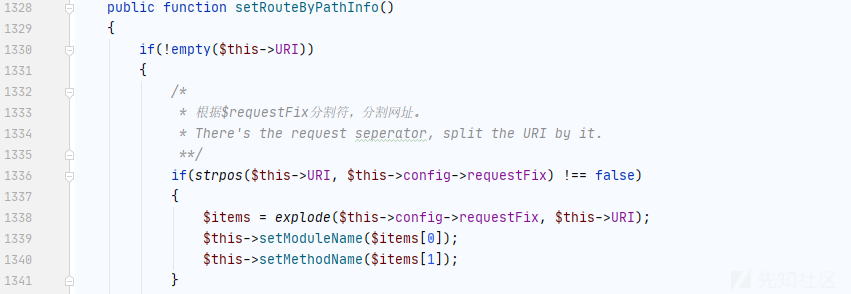 1328 public function setRouteByPathInfo()
1329 {
1330 if(!empty($this->URI))
1331 {
1332 /*
1333 * 根据$requestFix分割符，分割网址。
1334 * There's the request seperator, split the URI by it.
1335 **/
1336 if(strpos($this->URI, $this->config->requestFix) !== false)
1337 {
1338 $items = explode($this->config->requestFix, $this->URI);
1339 $this->setModuleName($items[0]);
1340 $this->setMethodName($items[1]);
1341 }
先知社区